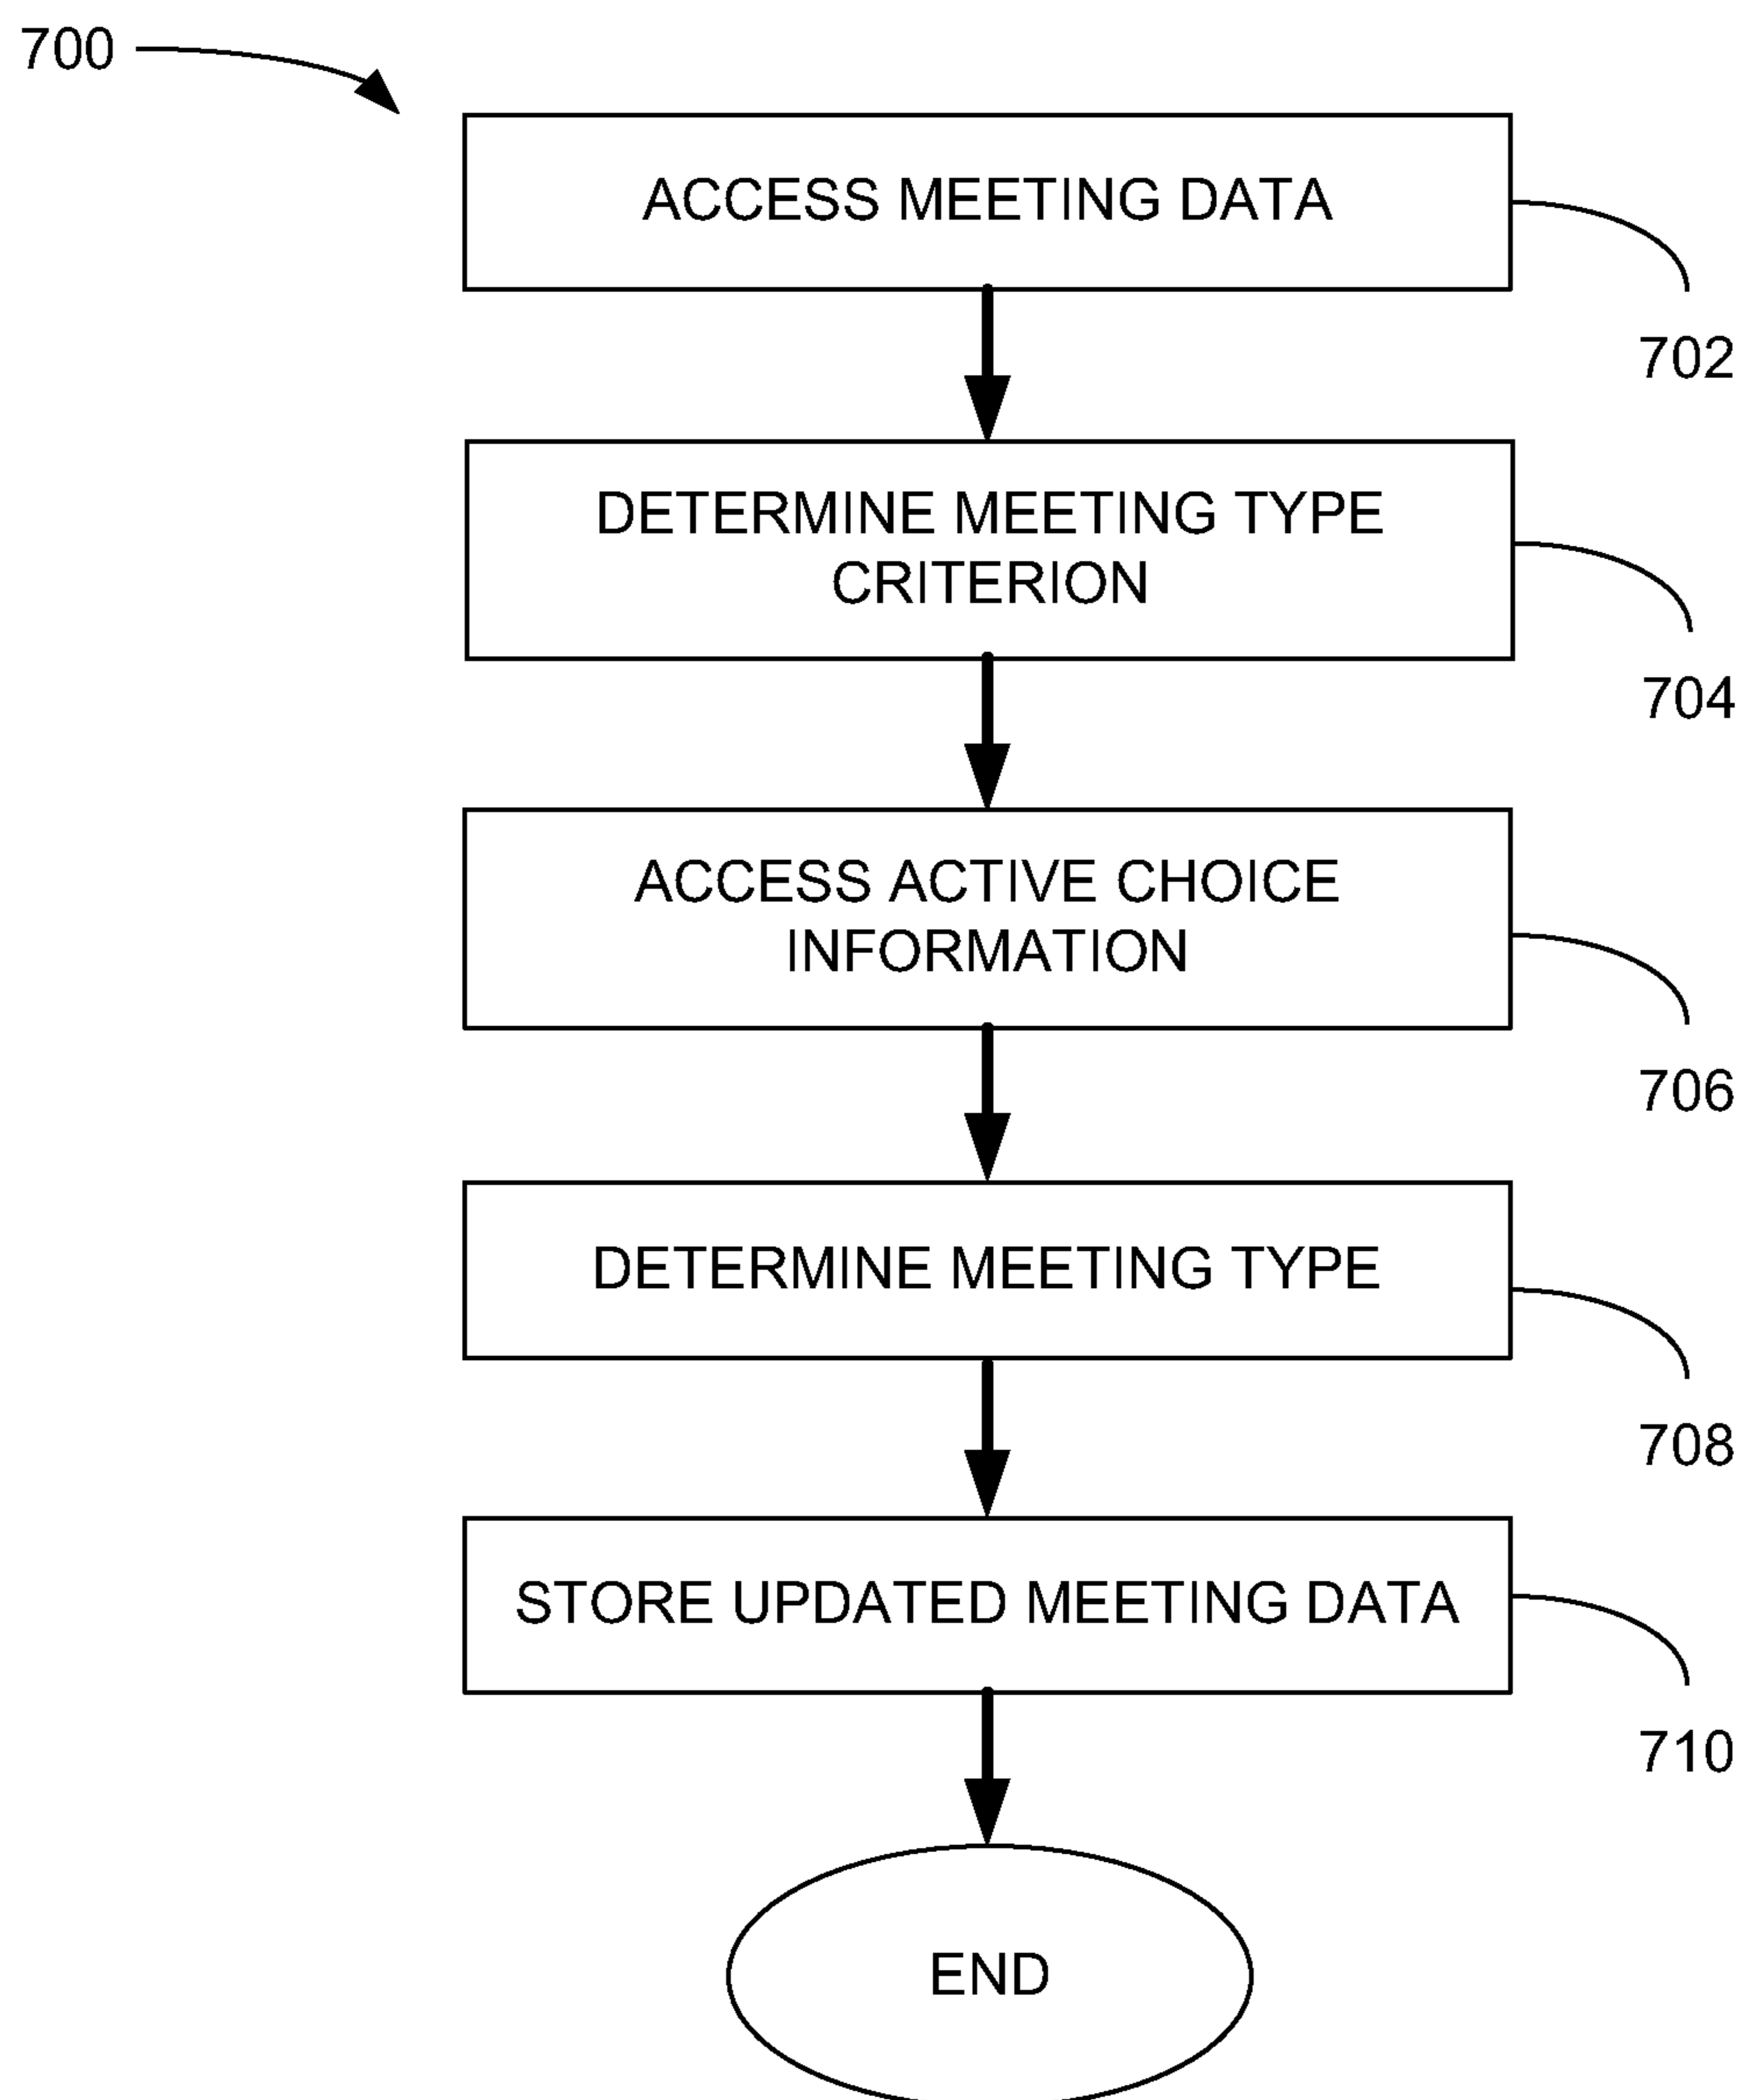 700
ACCESS MEETING DATA
702
DETERMINE MEETING TYPE
CRITERION
704
ACCESS ACTIVE CHOICE
INFORMATION
706
DETERMINE MEETING TYPE
708
STORE UPDATED MEETING DATA
710
END